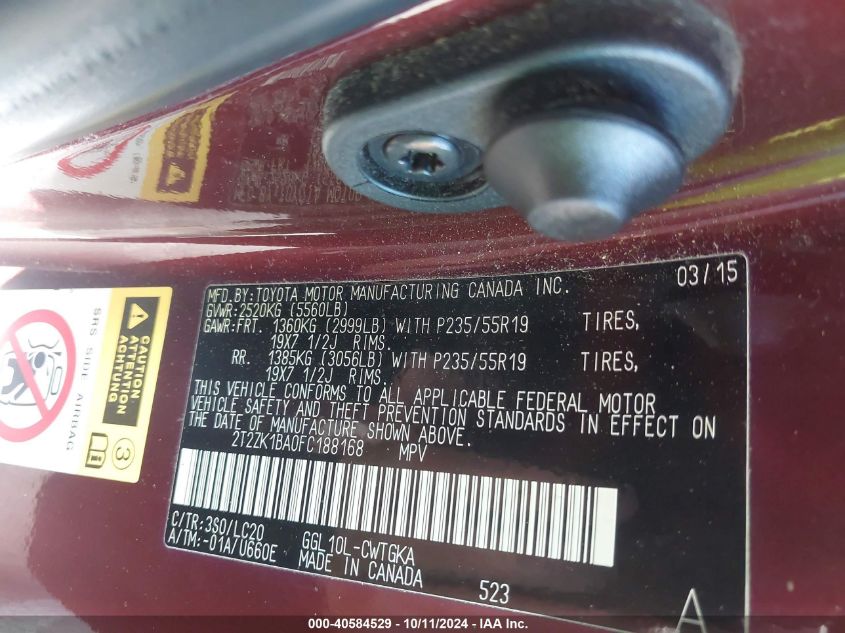 MFD. BY: TOYOTA MOTOR MANUFACTURING CANADA INC. 03/15
GVWR: 2520KG (5560LB)
GAWR: FRT. 1360KG (2999LB) WITH P235/55R19 TIRES,
19X7 1/2J RIMS.
RR. 1385KG (3056LB) WITH P235/55R19 TIRES,
19X7 1/2J RIMS.
THIS VEHICLE CONFORMS TO ALL APPLICABLE FEDERAL MOTOR
VEHICLE SAFETY AND THEFT PREVENTION STANDARDS IN EFFECT ON
THE DATE OF MANUFACTURE SHOWN ABOVE.
2T2ZK1BA0FC188168 MPV
C/TR: 3S0/LC20
A/TM: -01A/U660E
GGL10L-CWTGKA
MADE IN CANADA
523
A
CAUTION
ATTENTION
ACHTUNG
SRS SIDE AIRBAG
3
000-40584529 - 10/11/2024 - IAA Inc.